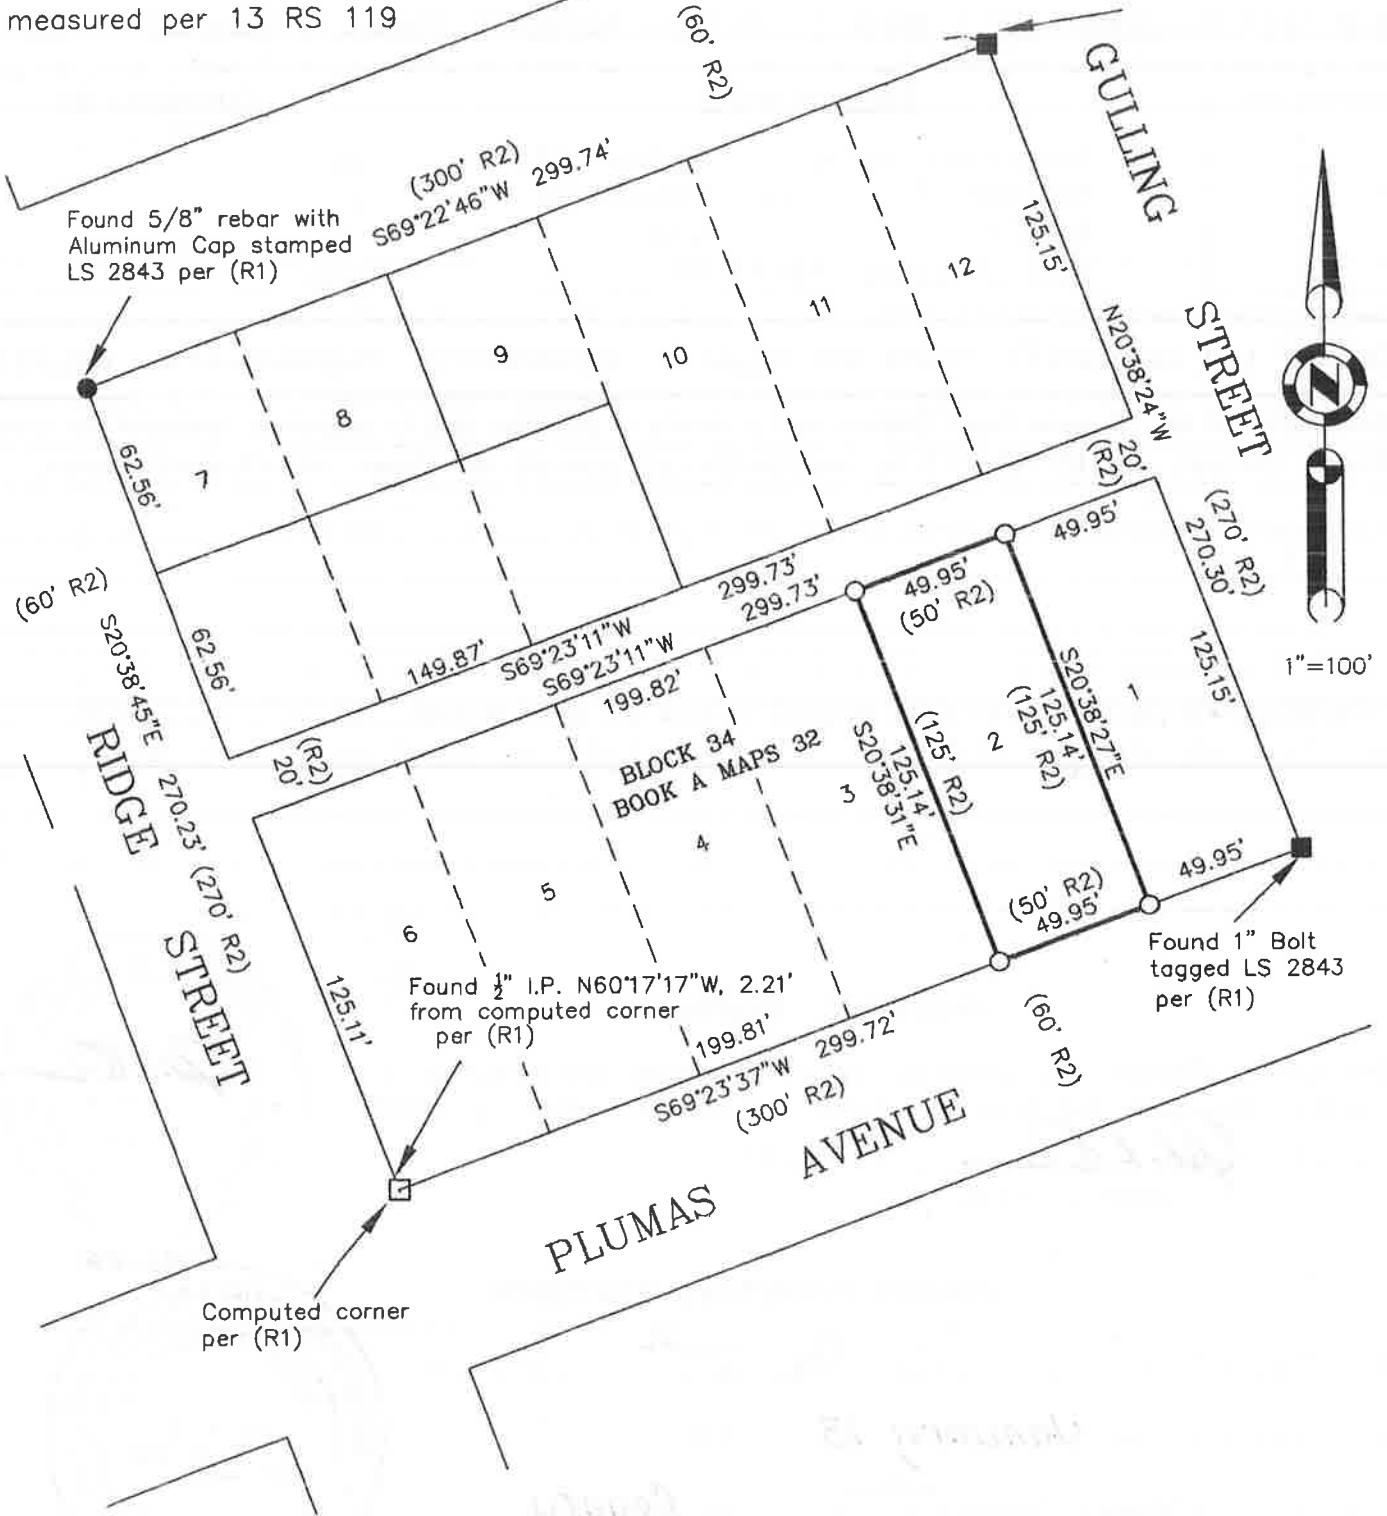 measured per 13 RS 119
(60' R2)
GULLING
STREET
(300' R2)
S69°22'46"W 299.74'
Found 5/8" rebar with
Aluminum Cap stamped
LS 2843 per (R1)
125.15'
N20°38'24"W
12
11
10
9
8
7
62.56'
62.56'
(60' R2)
S20°38'45"E 270.23' (270' R2)
RIDGE
STREET
149.87'
S69°23'11"W
299.73'
S69°23'11"W
299.73'
199.82'
20'
(R2)
20'
(R2)
N
1"=100'
(270' R2)
270.30'
49.95'
49.95'
(50' R2)
125.15'
1
S20°38'27"E
125.14'
(125' R2)
2
(125' R2)
125.14'
S20°38'31"E
3
BLOCK 34
BOOK A MAPS 32
4
5
6
(50' R2)
49.95'
49.95'
Found 1" Bolt
tagged LS 2843
per (R1)
125.11'
Found ½" I.P. N60°17'17"W, 2.21'
from computed corner
per (R1)
199.81'
S69°23'37"W 299.72'
(300' R2)
(60' R2)
PLUMAS AVENUE
Computed corner
per (R1)